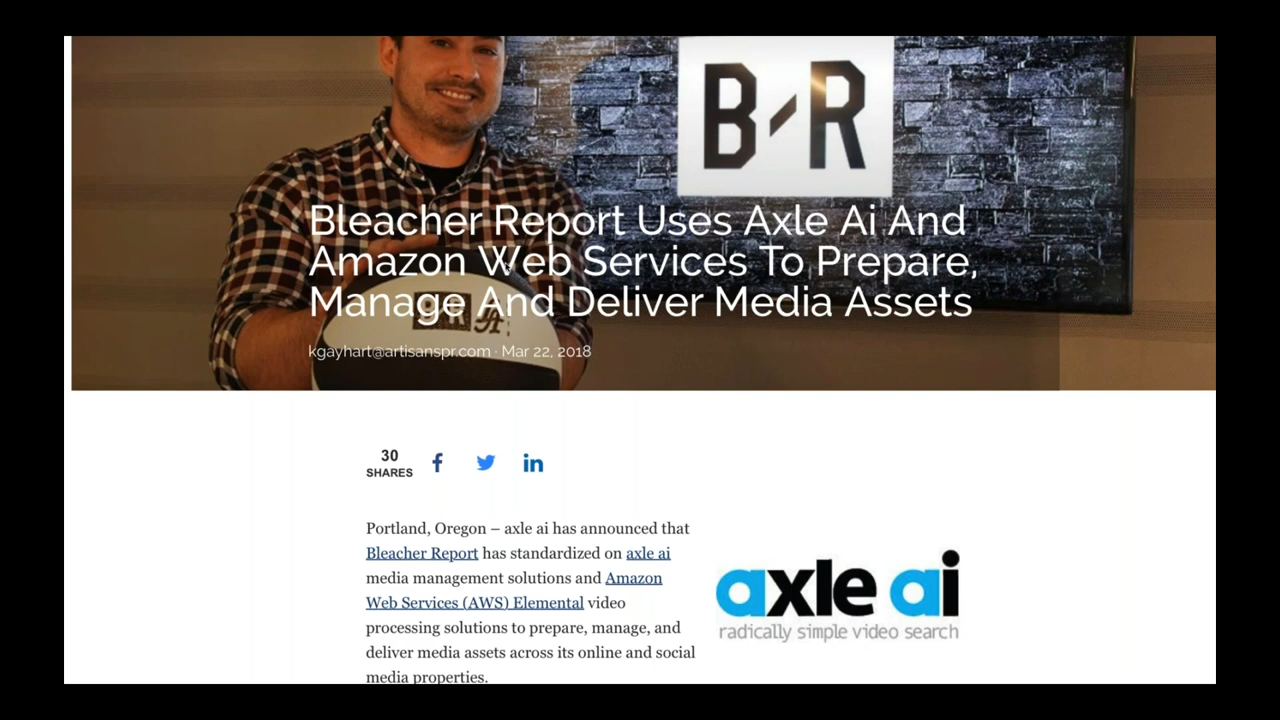 B/R
Bleacher Report Uses Axle Ai And
Amazon Web Services To Prepare,
Manage And Deliver Media Assets
kgayhart@artisanspr.com · Mar 22, 2018
30
SHARES
Portland, Oregon – axle ai has announced that
Bleacher Report has standardized on axle ai
media management solutions and Amazon
Web Services (AWS) Elemental video
processing solutions to prepare, manage, and
deliver media assets across its online and social
media properties.
axle ai
radically simple video search